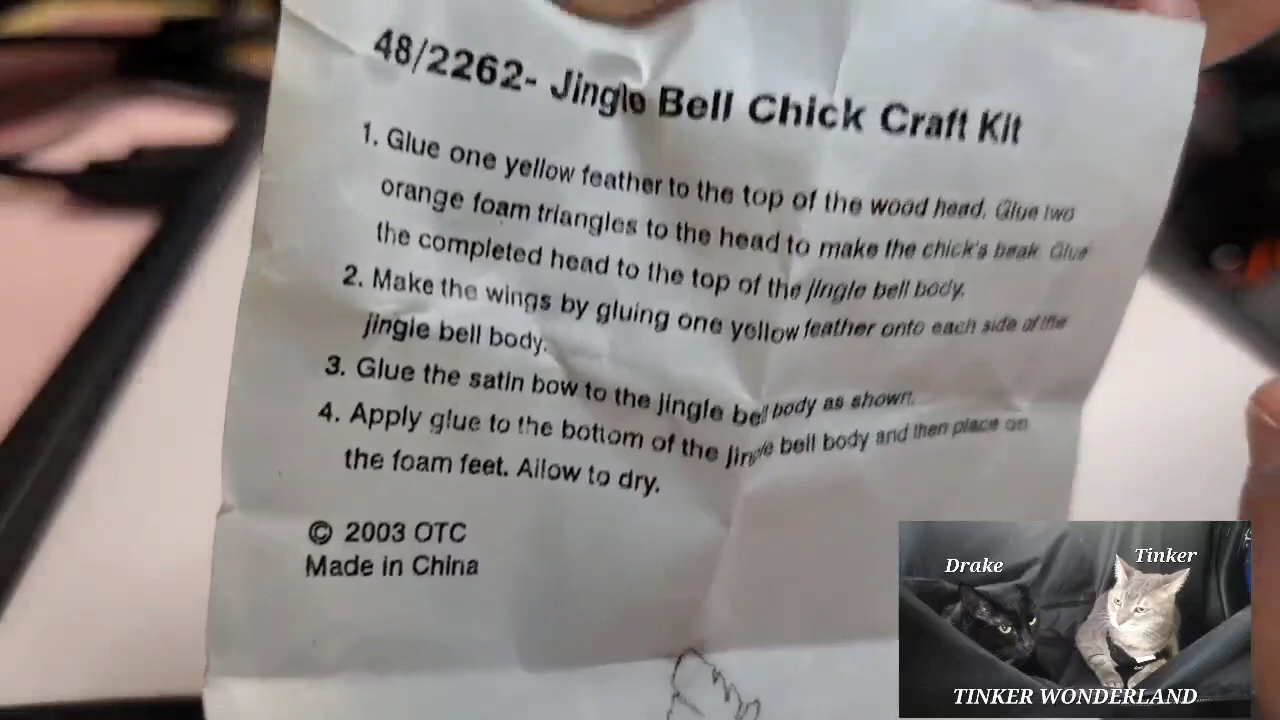 48/2262- Jingle Bell Chick Craft Kit
1. Glue one yellow feather to the top of the wood head. Glue two
orange foam triangles to the head to make the chick's beak. Glue
the completed head to the top of the jingle bell body.
2. Make the wings by gluing one yellow feather onto each side of the
jingle bell body.
3. Glue the satin bow to the jingle bell body as shown.
4. Apply glue to the bottom of the jingle bell body and then place on
the foam feet. Allow to dry.
© 2003 OTC
Made in China
Drake
Tinker
TINKER WONDERLAND